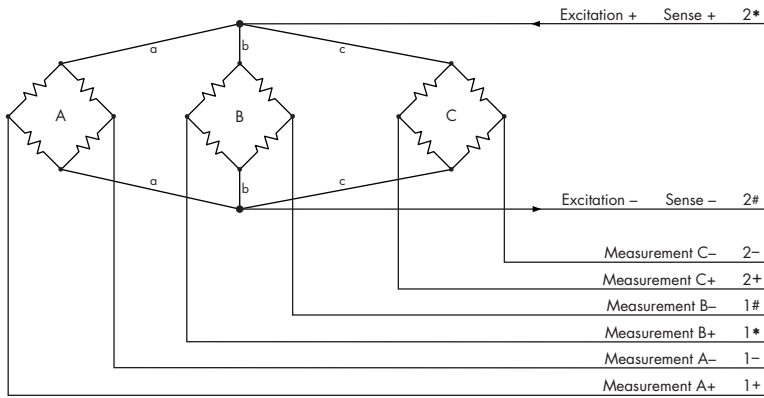 Excitation + Sense + 2*
a b c
A B C
a b c
Excitation – Sense – 2#
Measurement C– 2–
Measurement C+ 2+
Measurement B– 1#
Measurement B+ 1*
Measurement A– 1–
Measurement A+ 1+